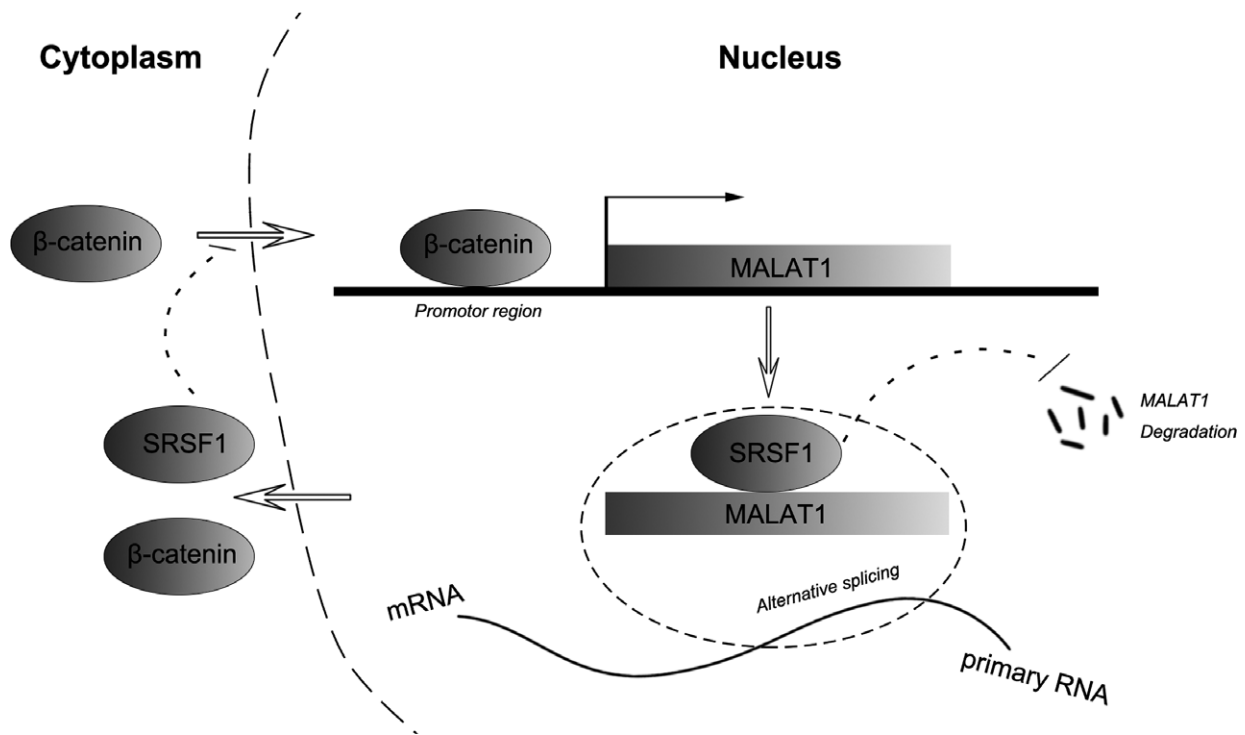 Cytoplasm
Nucleus
β-catenin
β-catenin
MALAT1
Promotor region
SRSF1
SRSF1
MALAT1
MALAT1
Degradation
β-catenin
Alternative splicing
mRNA
primary RNA